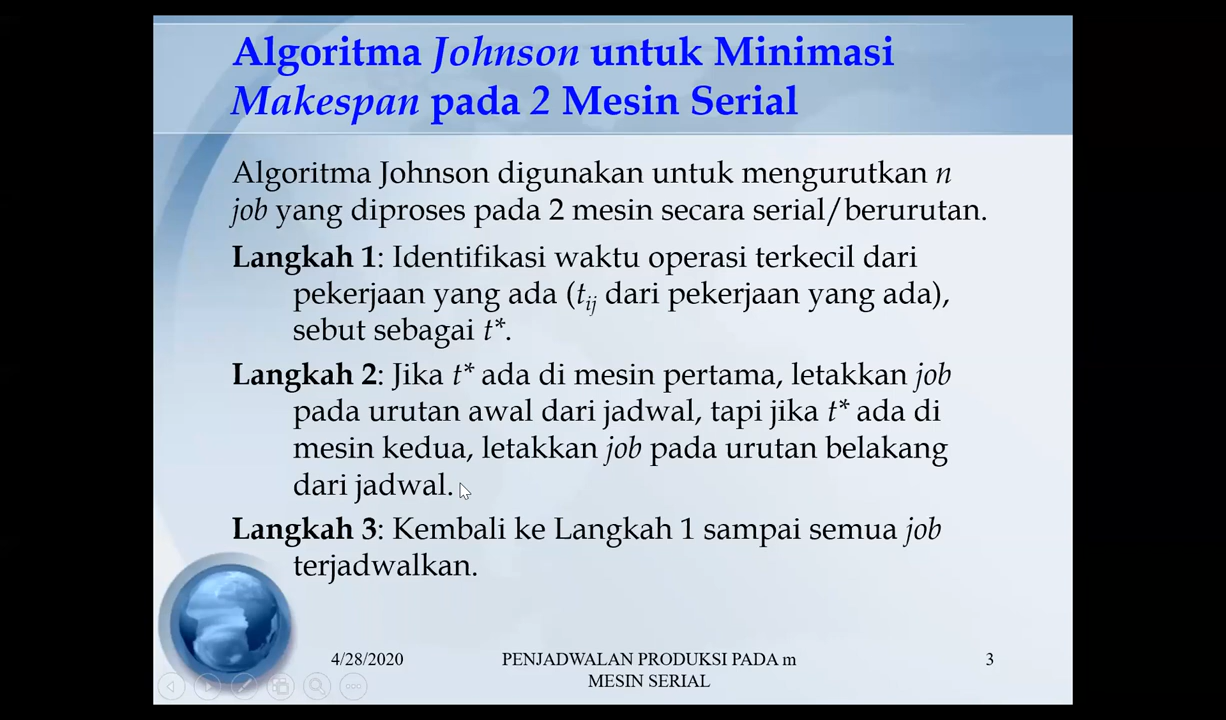 Algoritma Johnson untuk Minimasi
Makespan pada 2 Mesin Serial
Algoritma Johnson digunakan untuk mengurutkan n
job yang diproses pada 2 mesin secara serial/berurutan.
Langkah 1: Identifikasi waktu operasi terkecil dari
pekerjaan yang ada (tij dari pekerjaan yang ada),
sebut sebagai t*.
Langkah 2: Jika t* ada di mesin pertama, letakkan job
pada urutan awal dari jadwal, tapi jika t* ada di
mesin kedua, letakkan job pada urutan belakang
dari jadwal.
Langkah 3: Kembali ke Langkah 1 sampai semua job
terjadwalkan.
4/28/2020
PENJADWALAN PRODUKSI PADA m
MESIN SERIAL
3